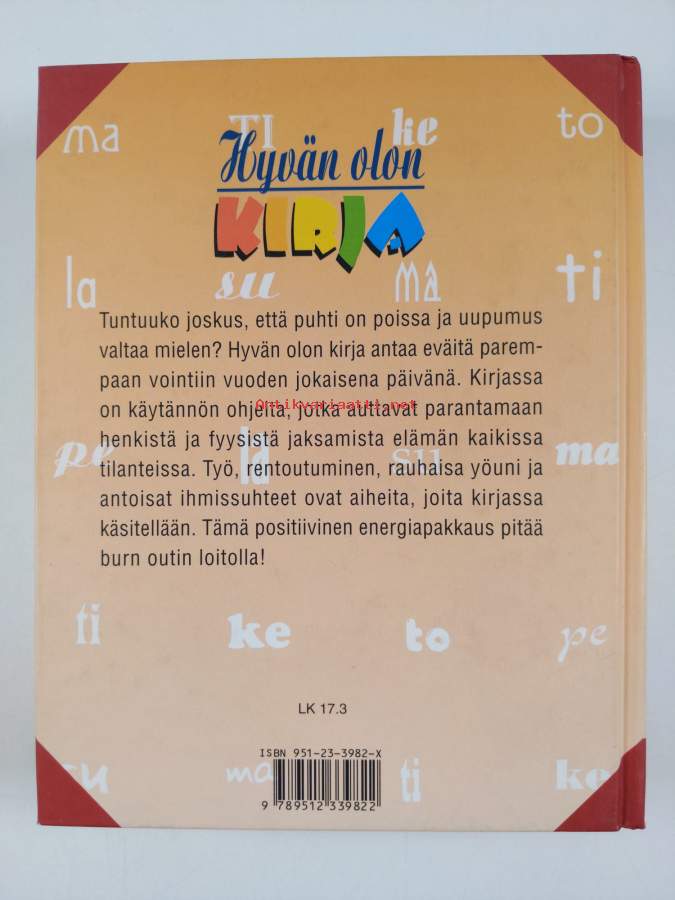 ma TI ke to
Hyvän olon
KIRJA
la su ma ti
Tuntuuko joskus, että puhti on poissa ja uupumus
valtaa mielen? Hyvän olon kirja antaa eväitä parem-
paan vointiin vuoden jokaisena päivänä. Kirjassa
on käytännön ohjeita, jotka auttavat parantamaan
Antikvariaatti.net
henkistä ja fyysistä jaksamista elämän kaikissa
pe la su ma
tilanteissa. Työ, rentoutuminen, rauhaisa yöuni ja
antoisat ihmissuhteet ovat aiheita, joita kirjassa
käsitellään. Tämä positiivinen energiapakkaus pitää
burn outin loitolla!
ti ke to pe
LK 17.3
ISBN 951-23-3982-X
su ma ti ke
9 789512 339822